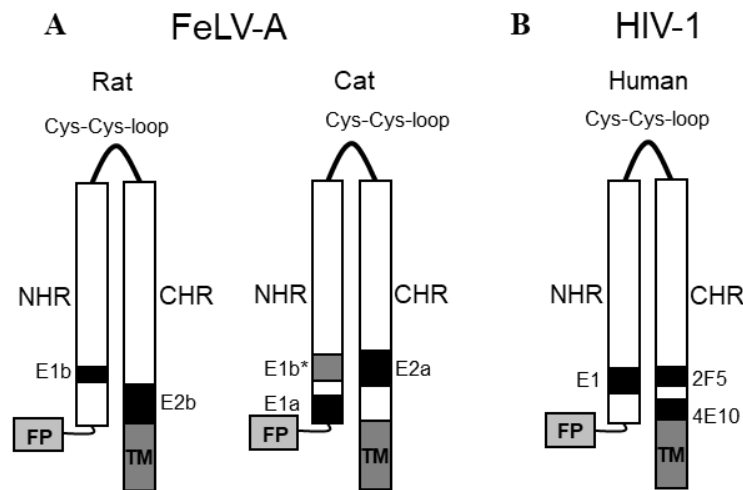 A FeLV-A B HIV-1
Rat Cat Human
Cys-Cys-loop Cys-Cys-loop Cys-Cys-loop
NHR CHR NHR CHR NHR CHR
E1b E1b* E2a E1 2F5
E2b E1a 4E10
FP FP FP
TM TM TM